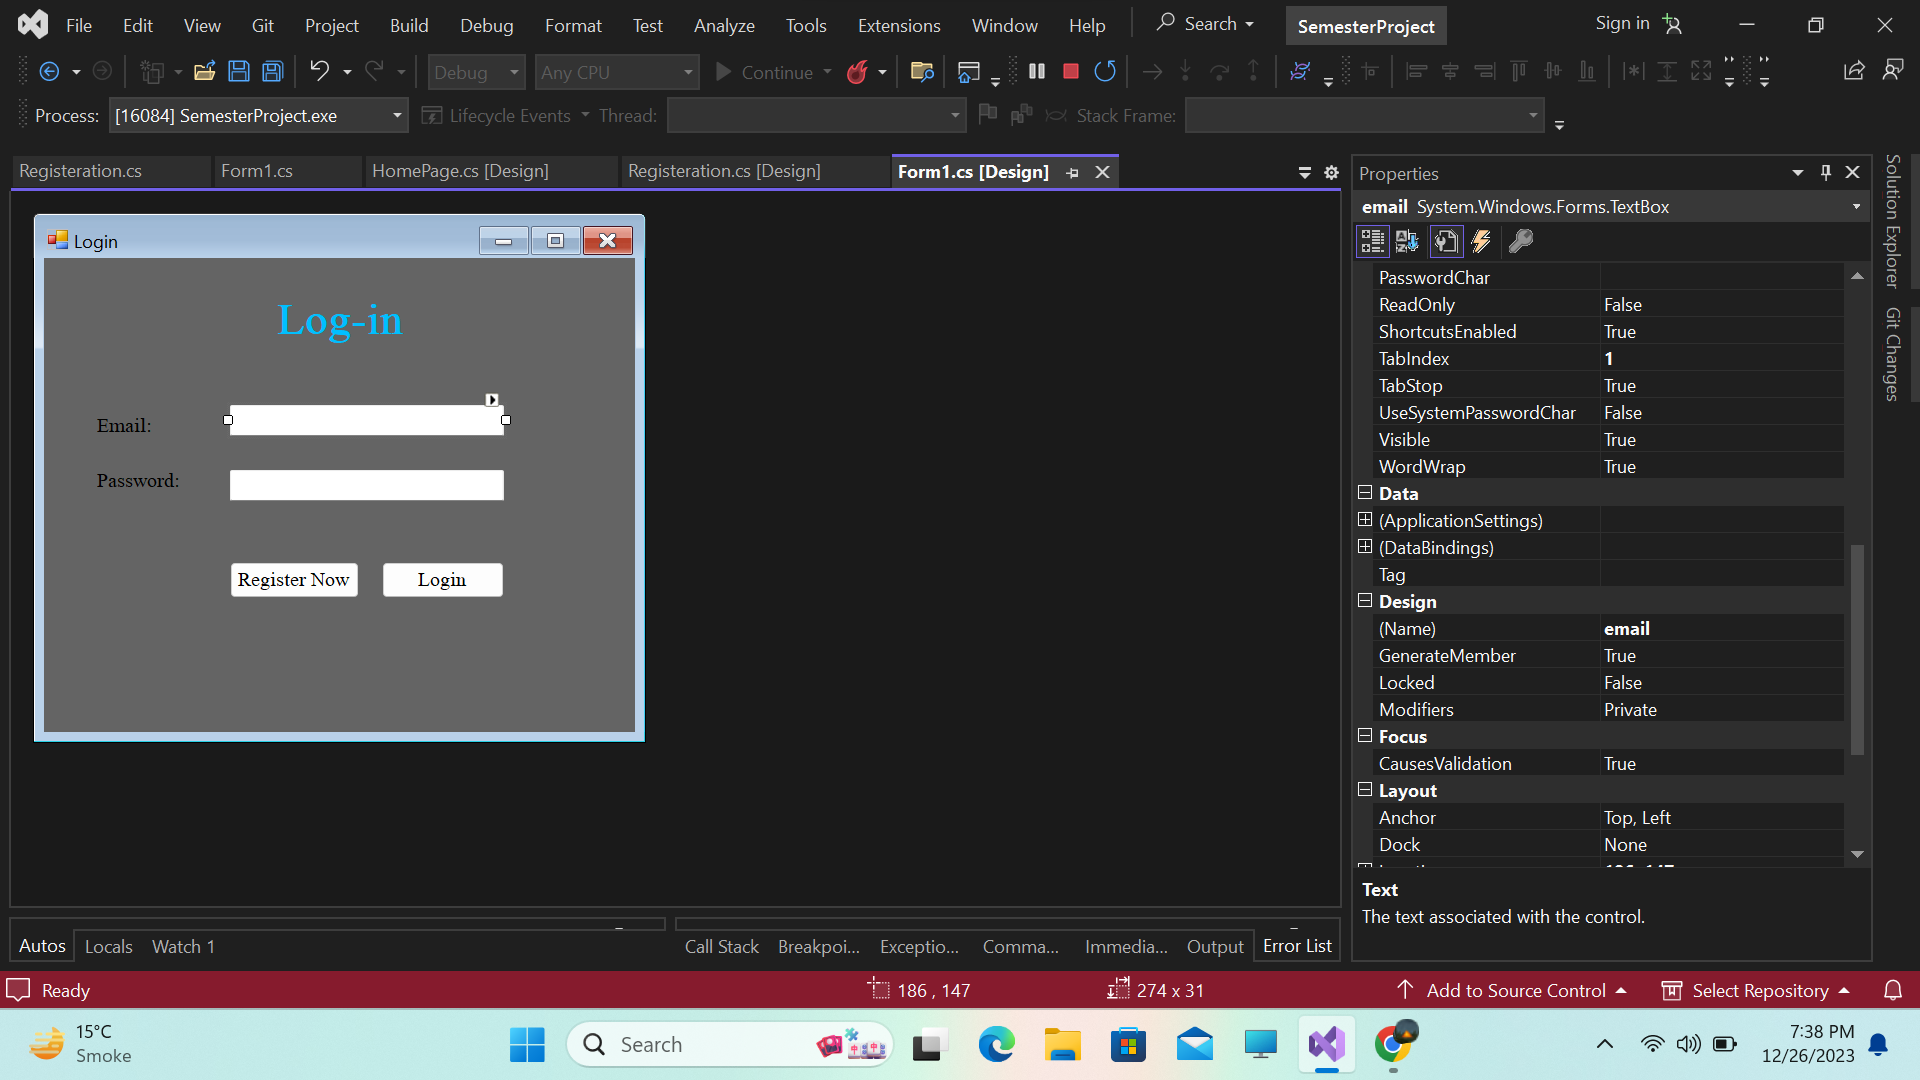 File Edit View Git Project Build Debug Format Test Analyze Tools Extensions Window Help Search SemesterProject Sign in
Debug Any CPU Continue
Process: [16084] SemesterProject.exe Lifecycle Events Thread: Stack Frame:
Registeration.cs Form1.cs HomePage.cs [Design] Registeration.cs [Design] Form1.cs [Design]
Login
Log-in
Email:
Password:
Register Now Login
Properties
email System.Windows.Forms.TextBox
PasswordChar
ReadOnly False
ShortcutsEnabled True
TabIndex 1
TabStop True
UseSystemPasswordChar False
Visible True
WordWrap True
Data
(ApplicationSettings)
(DataBindings)
Tag
Design
(Name) email
GenerateMember True
Locked False
Modifiers Private
Focus
CausesValidation True
Layout
Anchor Top, Left
Dock None
Text
The text associated with the control.
Solution Explorer
Git Changes
Autos Locals Watch 1
Call Stack Breakpoi... Exceptio... Comma... Immedia... Output Error List
Ready 186 , 147 274 x 31 Add to Source Control Select Repository
15°C
Smoke
Search
7:38 PM
12/26/2023